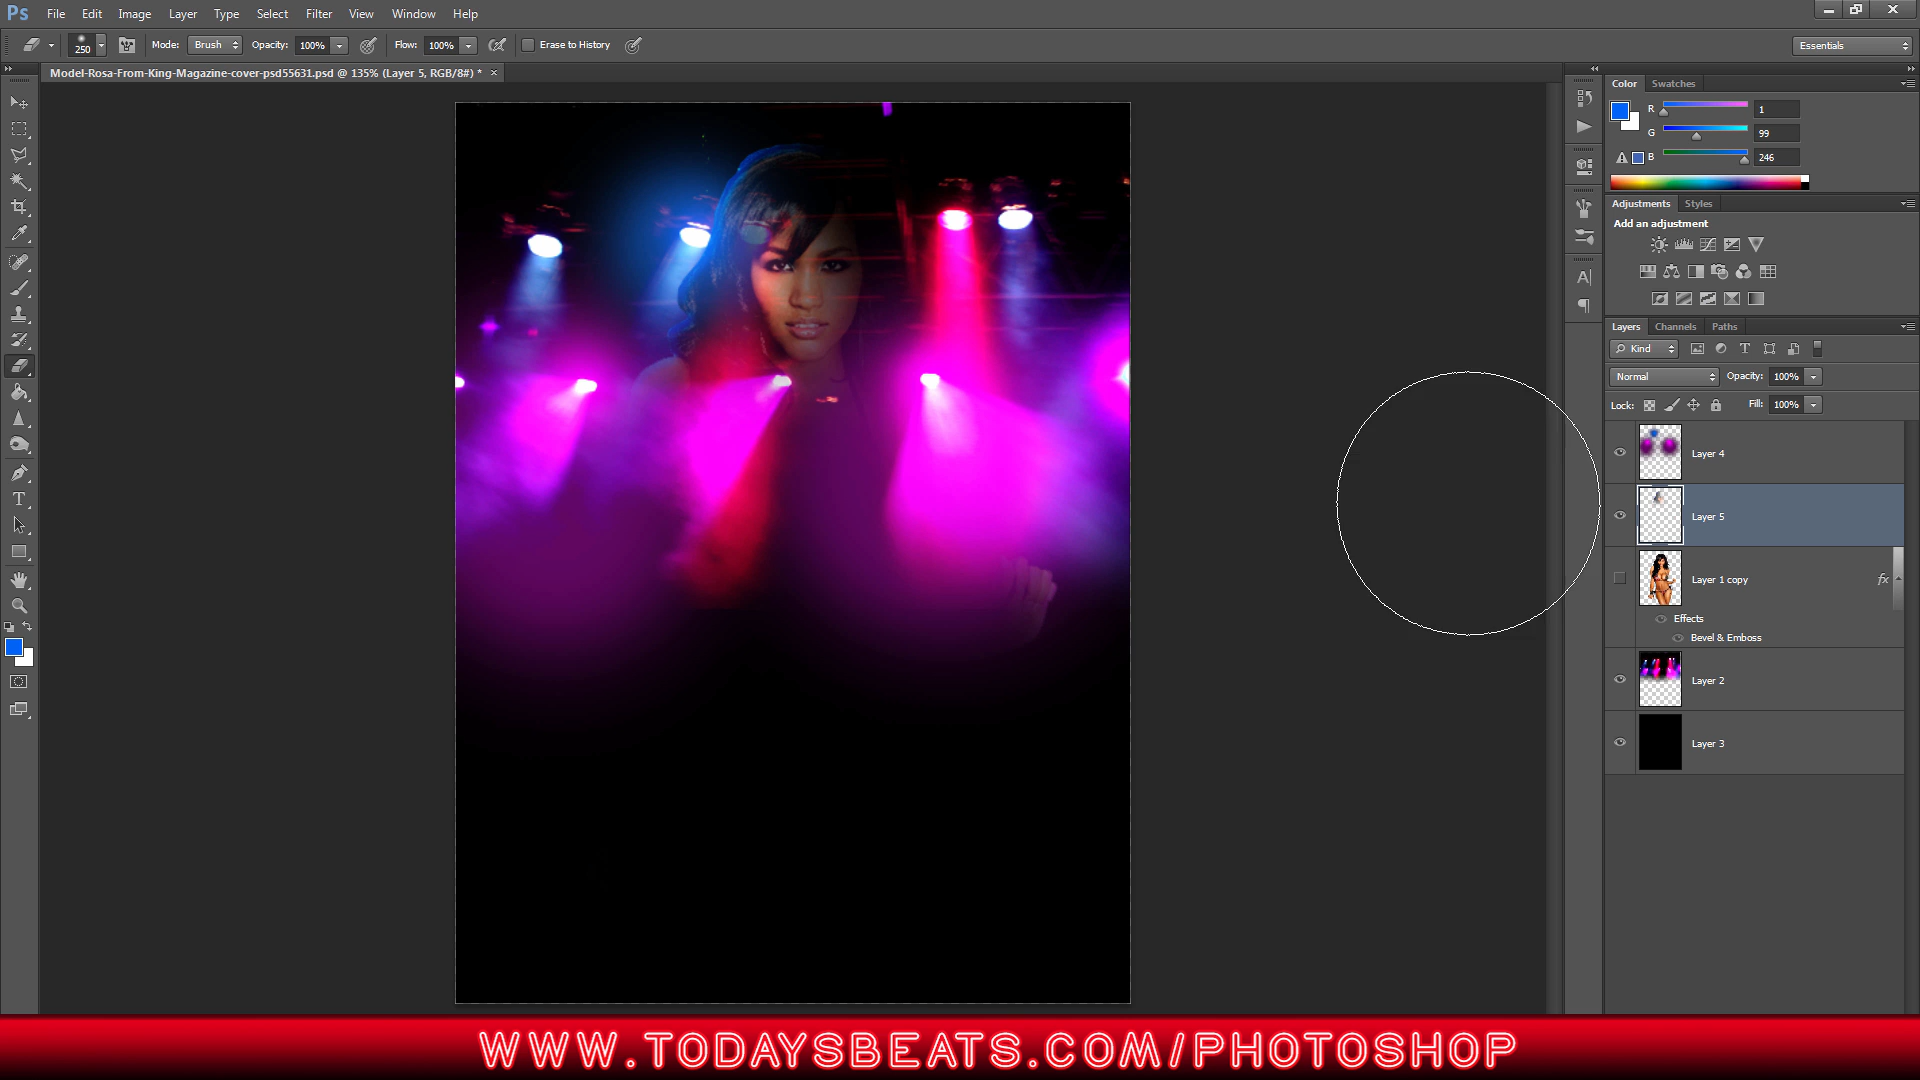 Ps File Edit Image Layer Type Select Filter 3D View Window Help
250 Mode: Brush Opacity: 100% Flow: 100% Erase to History Essentials
Model-Rosa-From-King-Magazine-cover-psd55631.psd @ 135% (Layer 5, RGB/8#) * ×
Color Swatches
R 1
G 99
B 246
Adjustments Styles
Add an adjustment
Layers Channels Paths
Kind
Normal Opacity: 100%
Lock: Fill: 100%
Layer 4
Layer 5
Layer 1 copy fx
Effects
Bevel & Emboss
Layer 2
Layer 3
WWW.TODAYSBEATS.COM/PHOTOSHOP